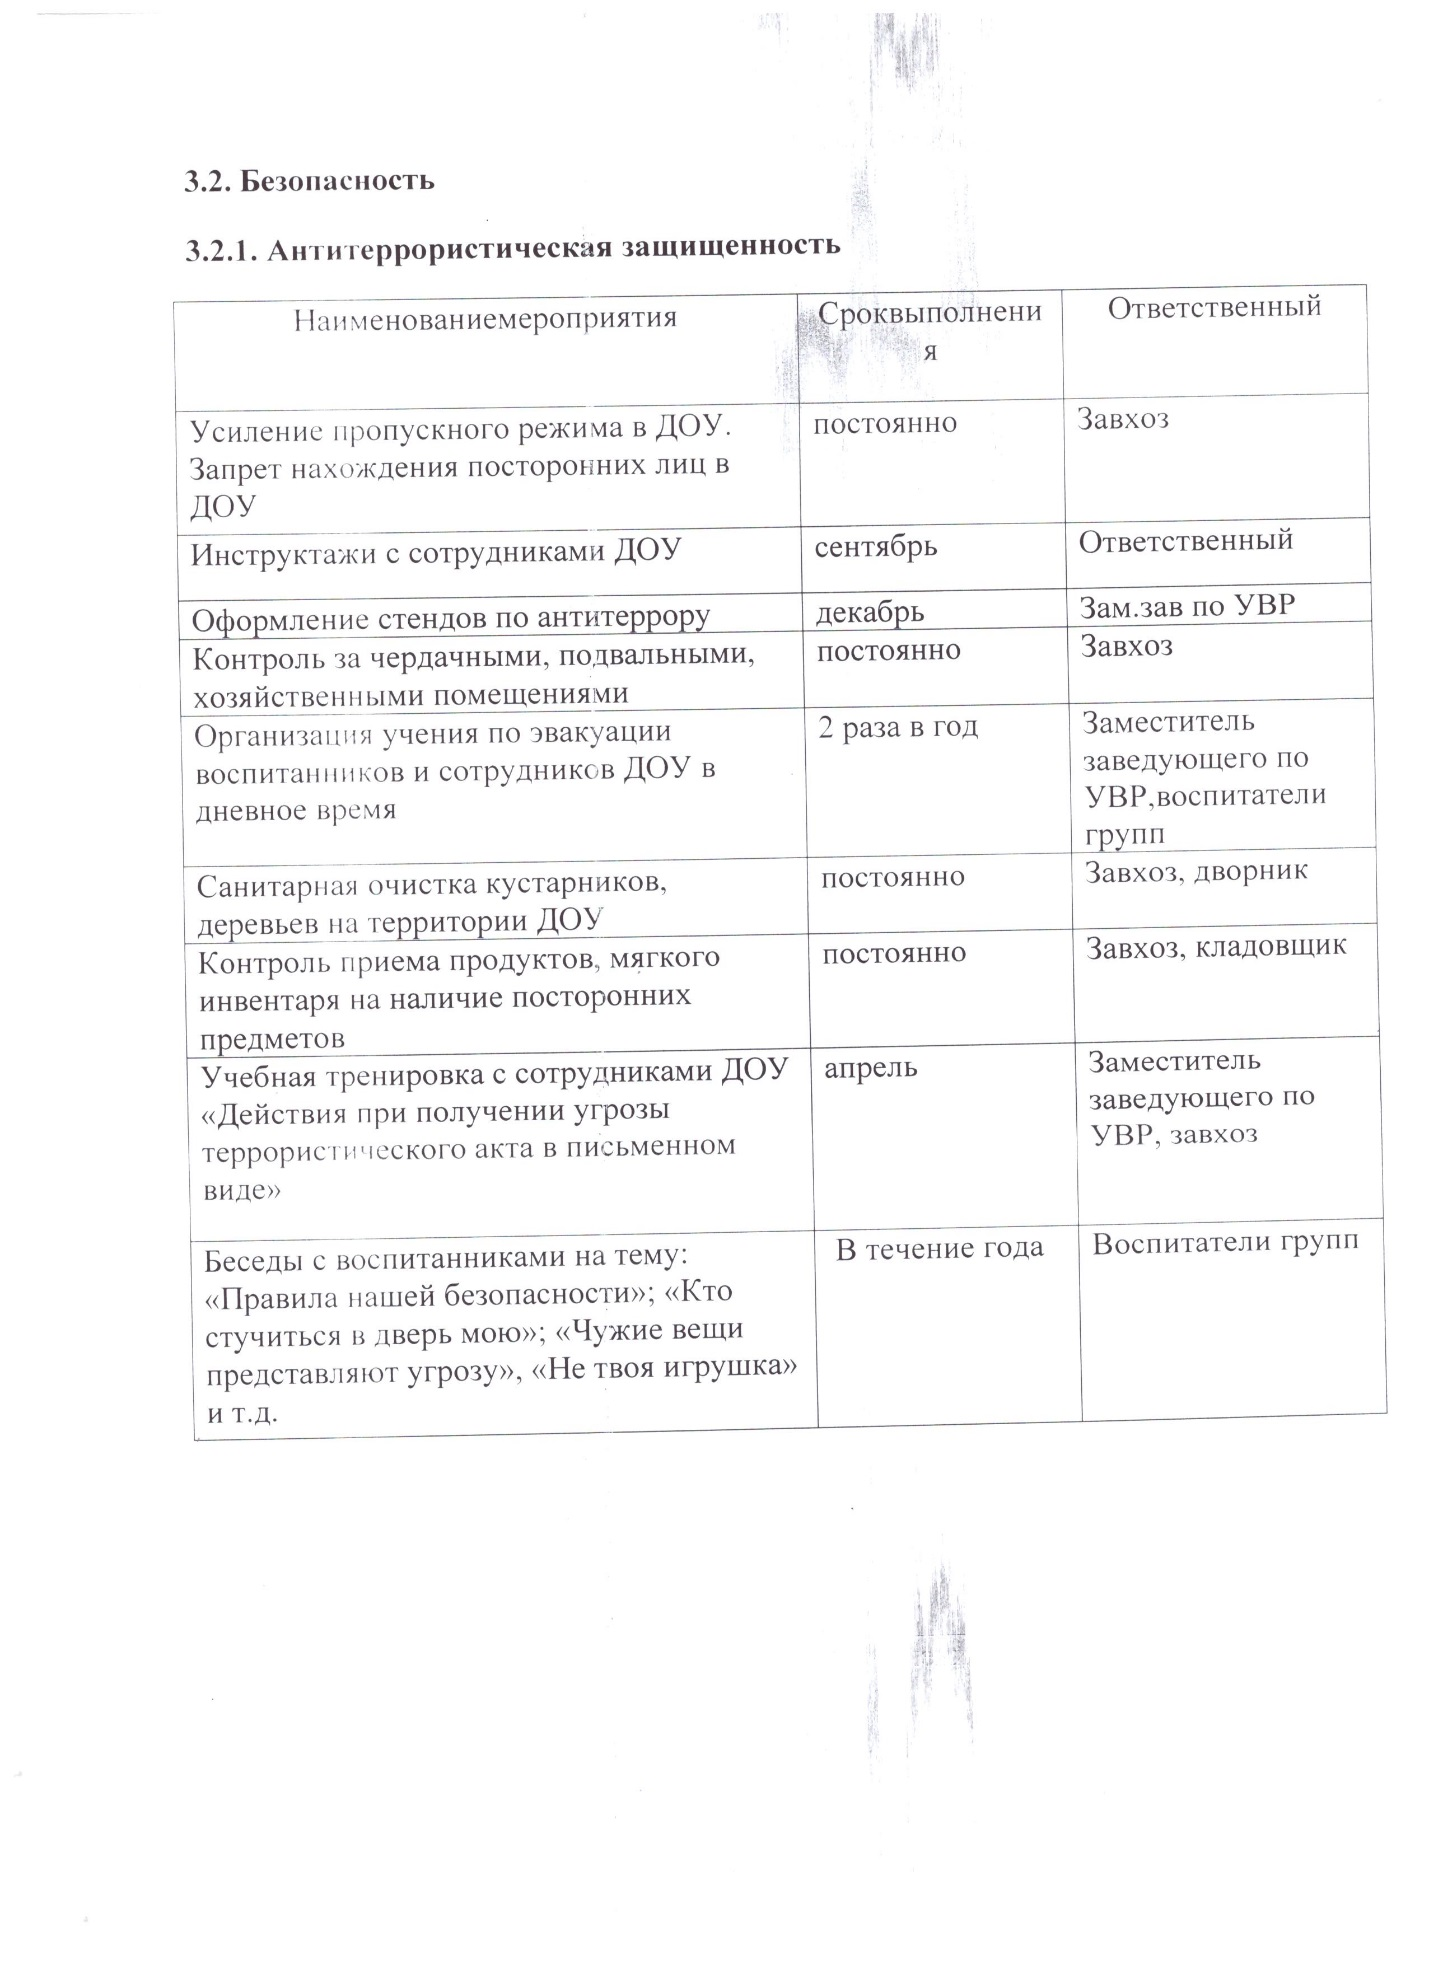 3.2. Безопасность
3.2.1. Антитеррористическая защищенность
Наименованиемероприятия
Сроквыполнени
я
Ответственный
Усиление пропускного режима в ДОУ.
Запрет нахождения посторонних лиц в
ДОУ
постоянно
Завхоз
Инструктажи с сотрудниками ДОУ
сентябрь
Ответственный
Оформление стендов по антитеррору
декабрь
Зам.зав по УВР
Контроль за чердачными, подвальными,
хозяйственными помещениями
постоянно
Завхоз
Организация учения по эвакуации
воспитанников и сотрудников ДОУ в
дневное время
2 раза в год
Заместитель
заведующего по
УВР,воспитатели
групп
Санитарная очистка кустарников,
деревьев на территории ДОУ
постоянно
Завхоз, дворник
Контроль приема продуктов, мягкого
инвентаря на наличие посторонних
предметов
постоянно
Завхоз, кладовщик
Учебная тренировка с сотрудниками ДОУ
«Действия при получении угрозы
террористического акта в письменном
виде»
апрель
Заместитель
заведующего по
УВР, завхоз
Беседы с воспитанниками на тему:
«Правила нашей безопасности»; «Кто
стучиться в дверь мою»; «Чужие вещи
представляют угрозу», «Не твоя игрушка»
и т.д.
В течение года
Воспитатели групп